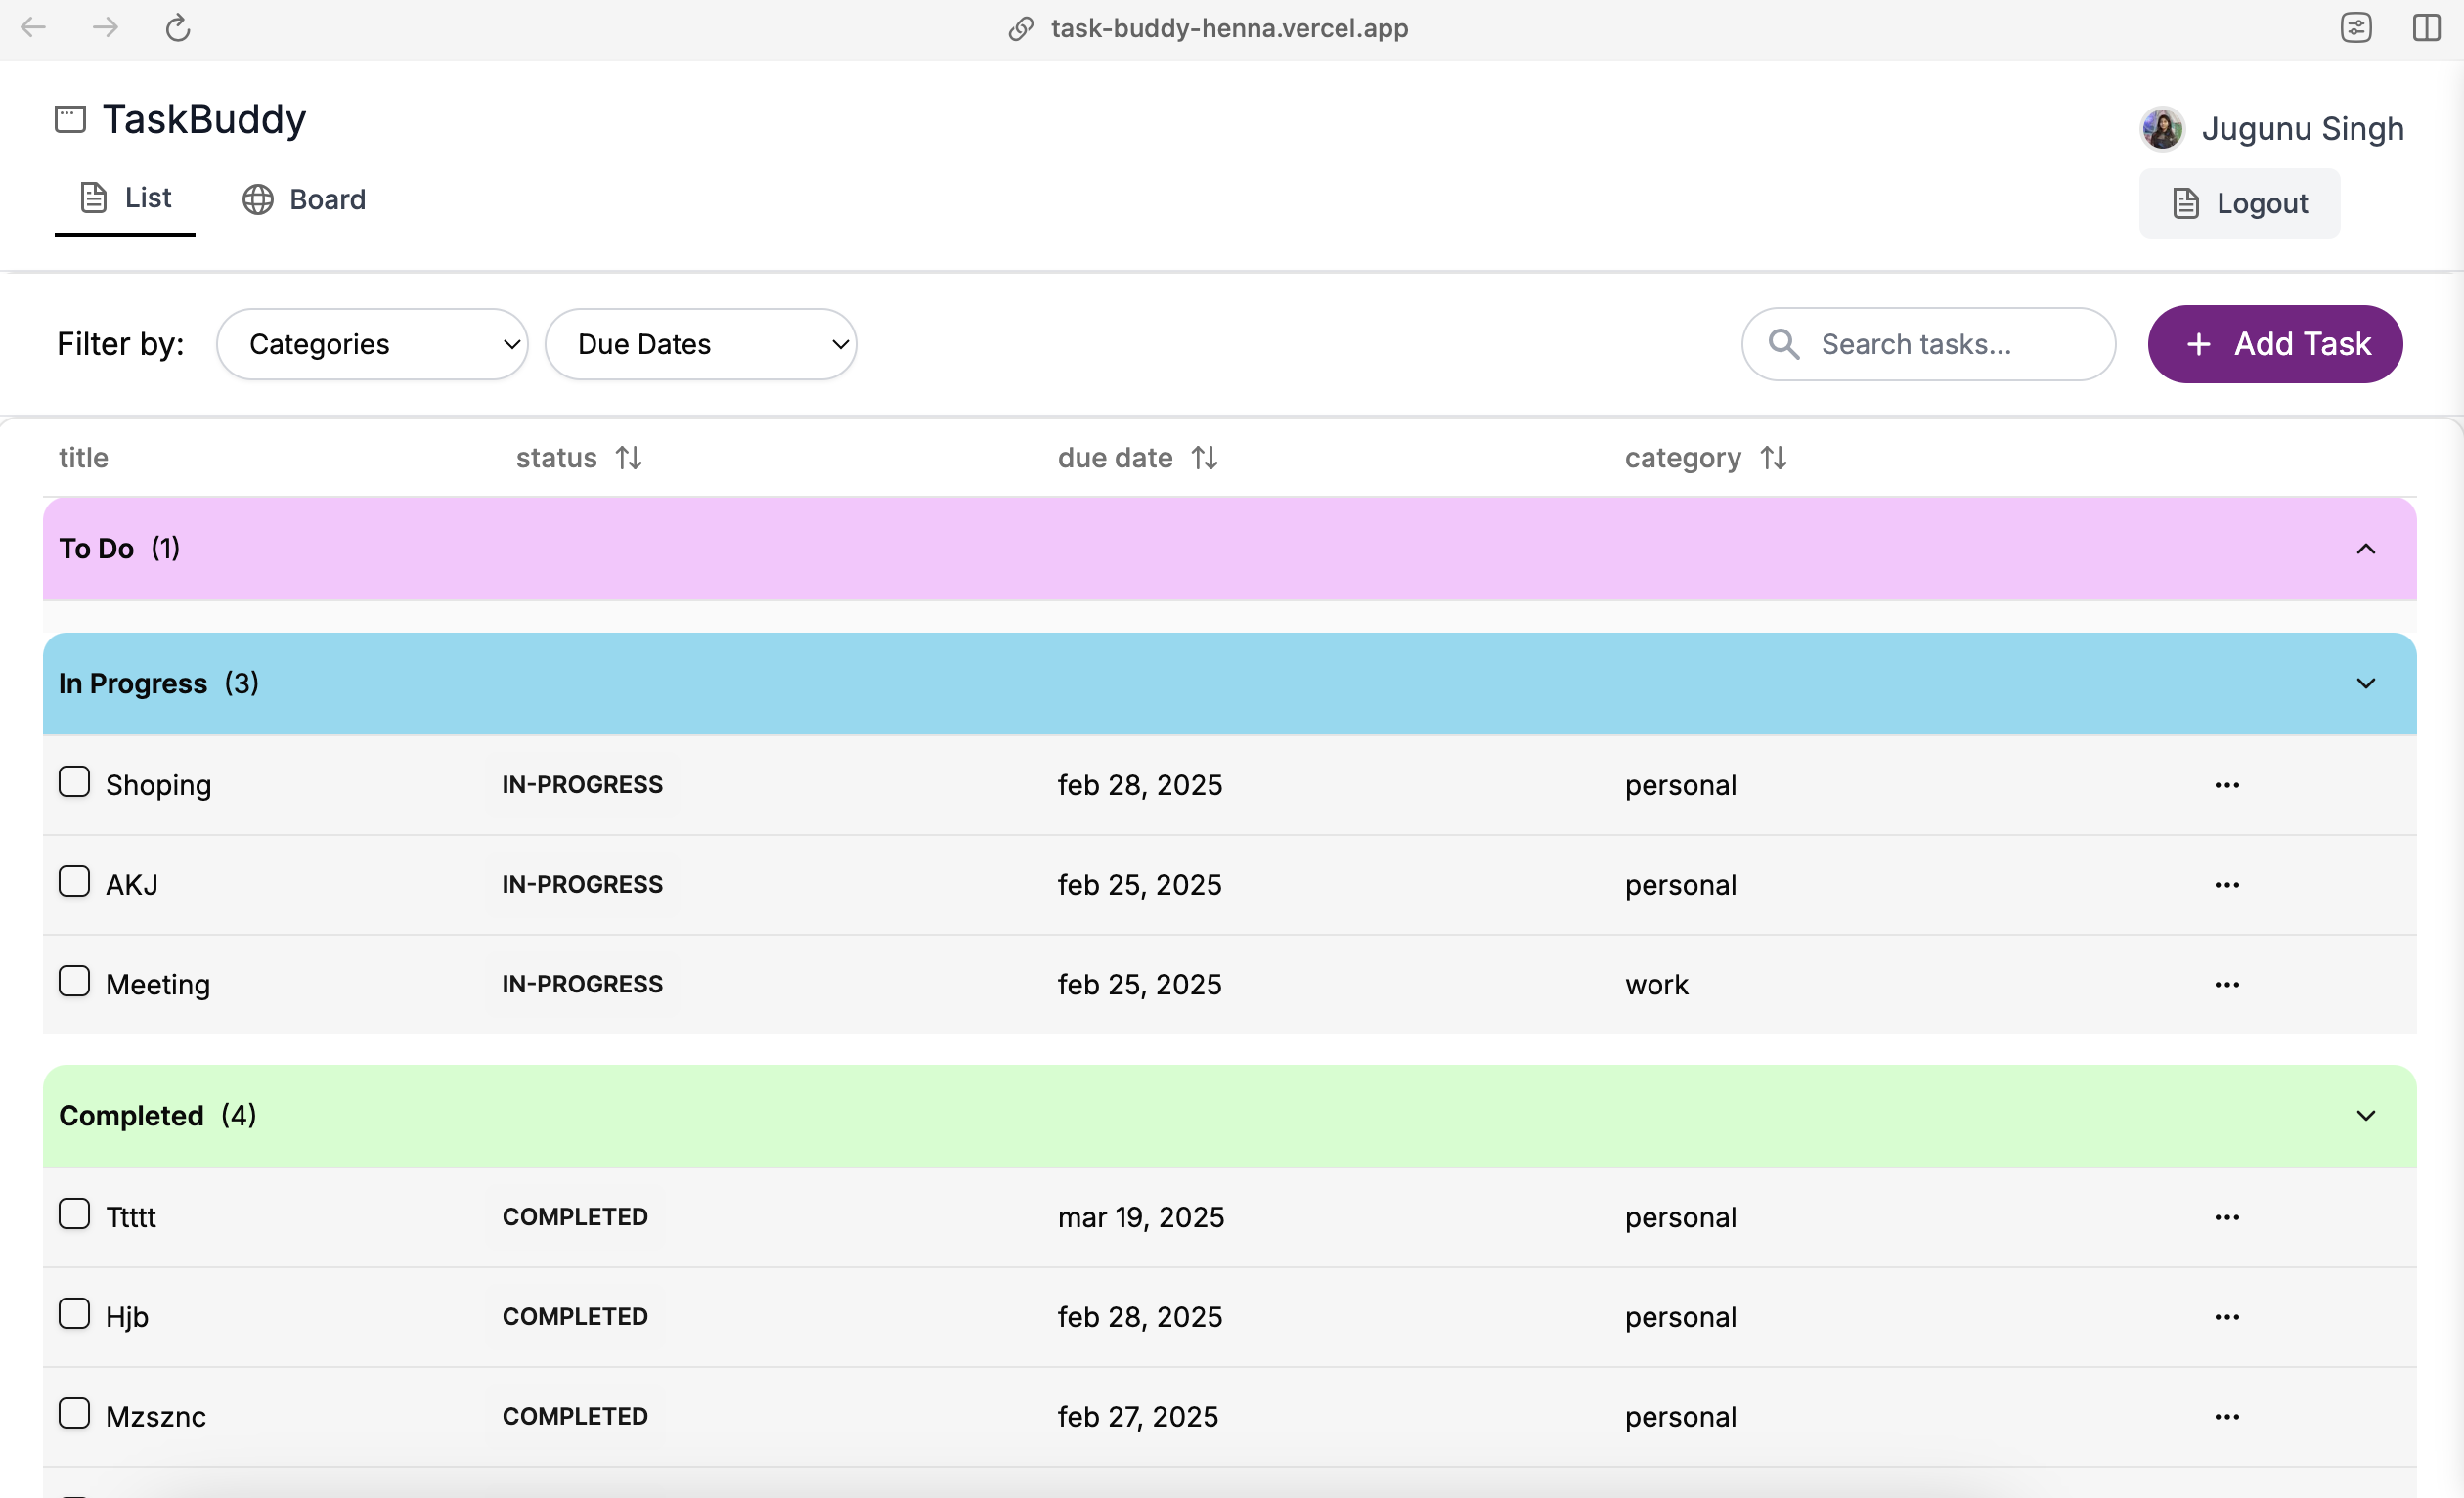 task-buddy-henna.vercel.app
TaskBuddy
Jugunu Singh
List Board
Logout
Filter by: Categories Due Dates Search tasks... + Add Task
title status due date category
To Do (1)
In Progress (3)
Shoping IN-PROGRESS feb 28, 2025 personal ...
AKJ IN-PROGRESS feb 25, 2025 personal ...
Meeting IN-PROGRESS feb 25, 2025 work ...
Completed (4)
Ttttt COMPLETED mar 19, 2025 personal ...
Hjb COMPLETED feb 28, 2025 personal ...
Mzsznc COMPLETED feb 27, 2025 personal ...